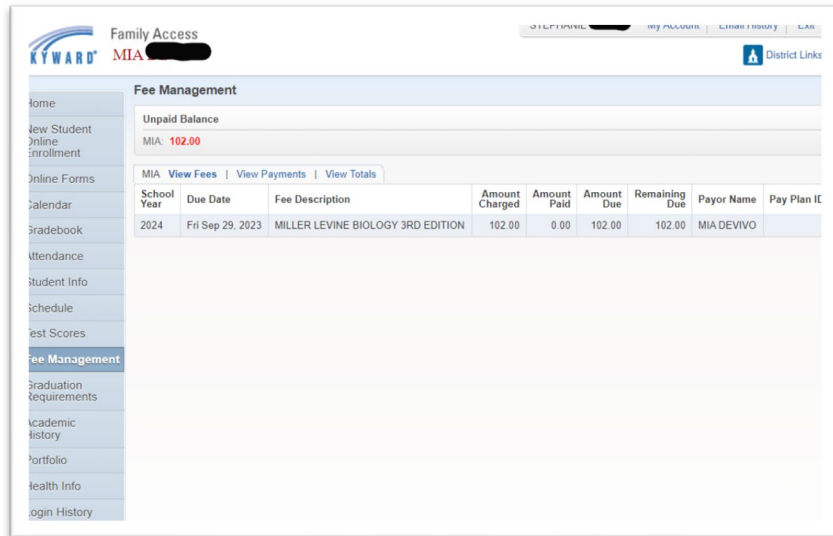 Family Access
STEPHANIE My Account Email History Exit
KYWARD MIA
District Links
Fee Management
Unpaid Balance
MIA: 102.00
MIA View Fees | View Payments | View Totals
School Year Due Date Fee Description Amount Charged Amount Paid Amount Due Remaining Due Payor Name Pay Plan ID
2024 Fri Sep 29, 2023 MILLER LEVINE BIOLOGY 3RD EDITION 102.00 0.00 102.00 102.00 MIA DEVIVO
Home
New Student
Online
Enrollment
Online Forms
Calendar
Gradebook
Attendance
Student Info
Schedule
Test Scores
Fee Management
Graduation
Requirements
Academic
History
Portfolio
Health Info
Login History